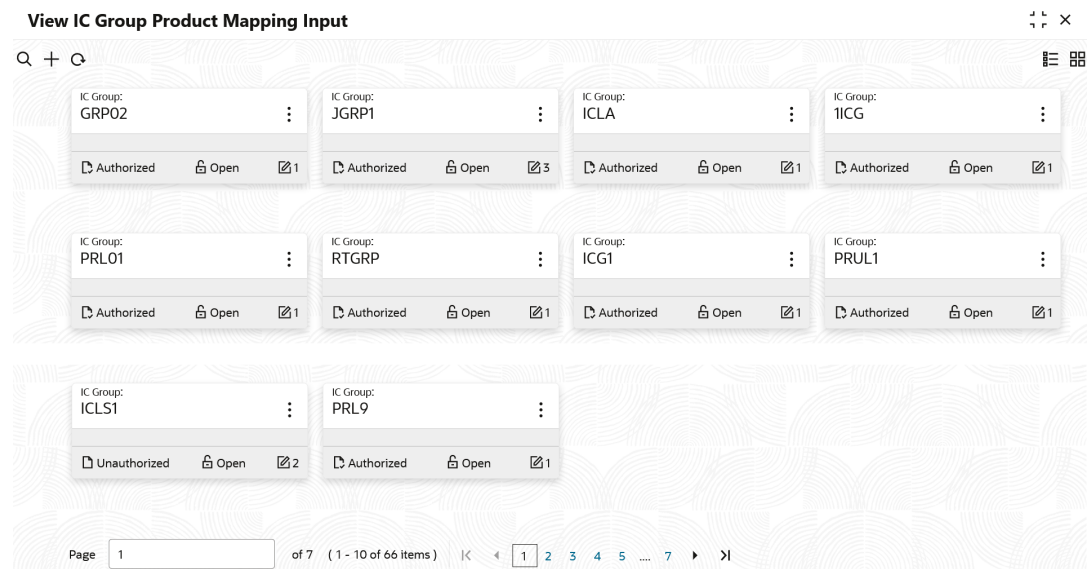 View IC Group Product Mapping Input
IC Group: IC Group: IC Group: IC Group:
GRP02 JGRP1 ICLA 1ICG
Authorized Open 1 Authorized Open 3 Authorized Open 1 Authorized Open 1
IC Group: IC Group: IC Group: IC Group:
PRL01 RTGRP ICG1 PRUL1
Authorized Open 1 Authorized Open 1 Authorized Open 1 Authorized Open 1
IC Group: IC Group:
ICLS1 PRL9
Unauthorized Open 2 Authorized Open 1
Page 1 of 7 ( 1 - 10 of 66 items ) 1 2 3 4 5 .... 7